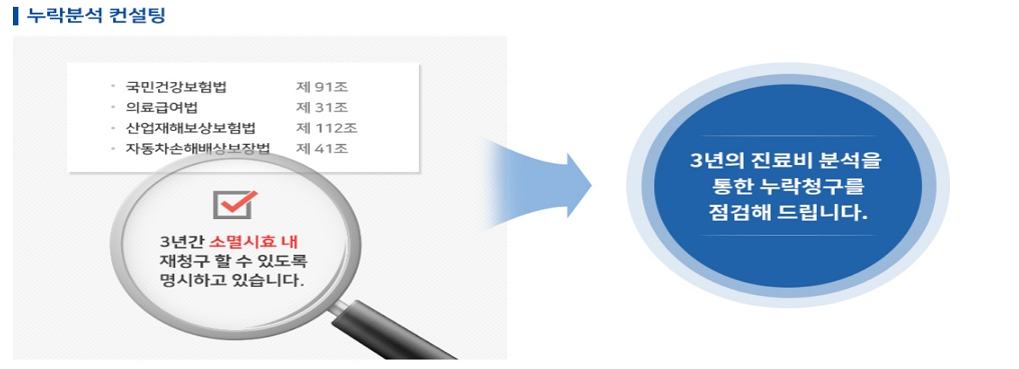 누락분석 컨설팅
국민건강보험법 제 91조
의료급여법 제 31조
산업재해보상보험법 제 112조
자동차손해배상보장법 제 41조
3년간 소멸시효 내
재청구 할 수 있도록
명시하고 있습니다.
3년의 진료비 분석을
통한 누락청구를
점검해 드립니다.